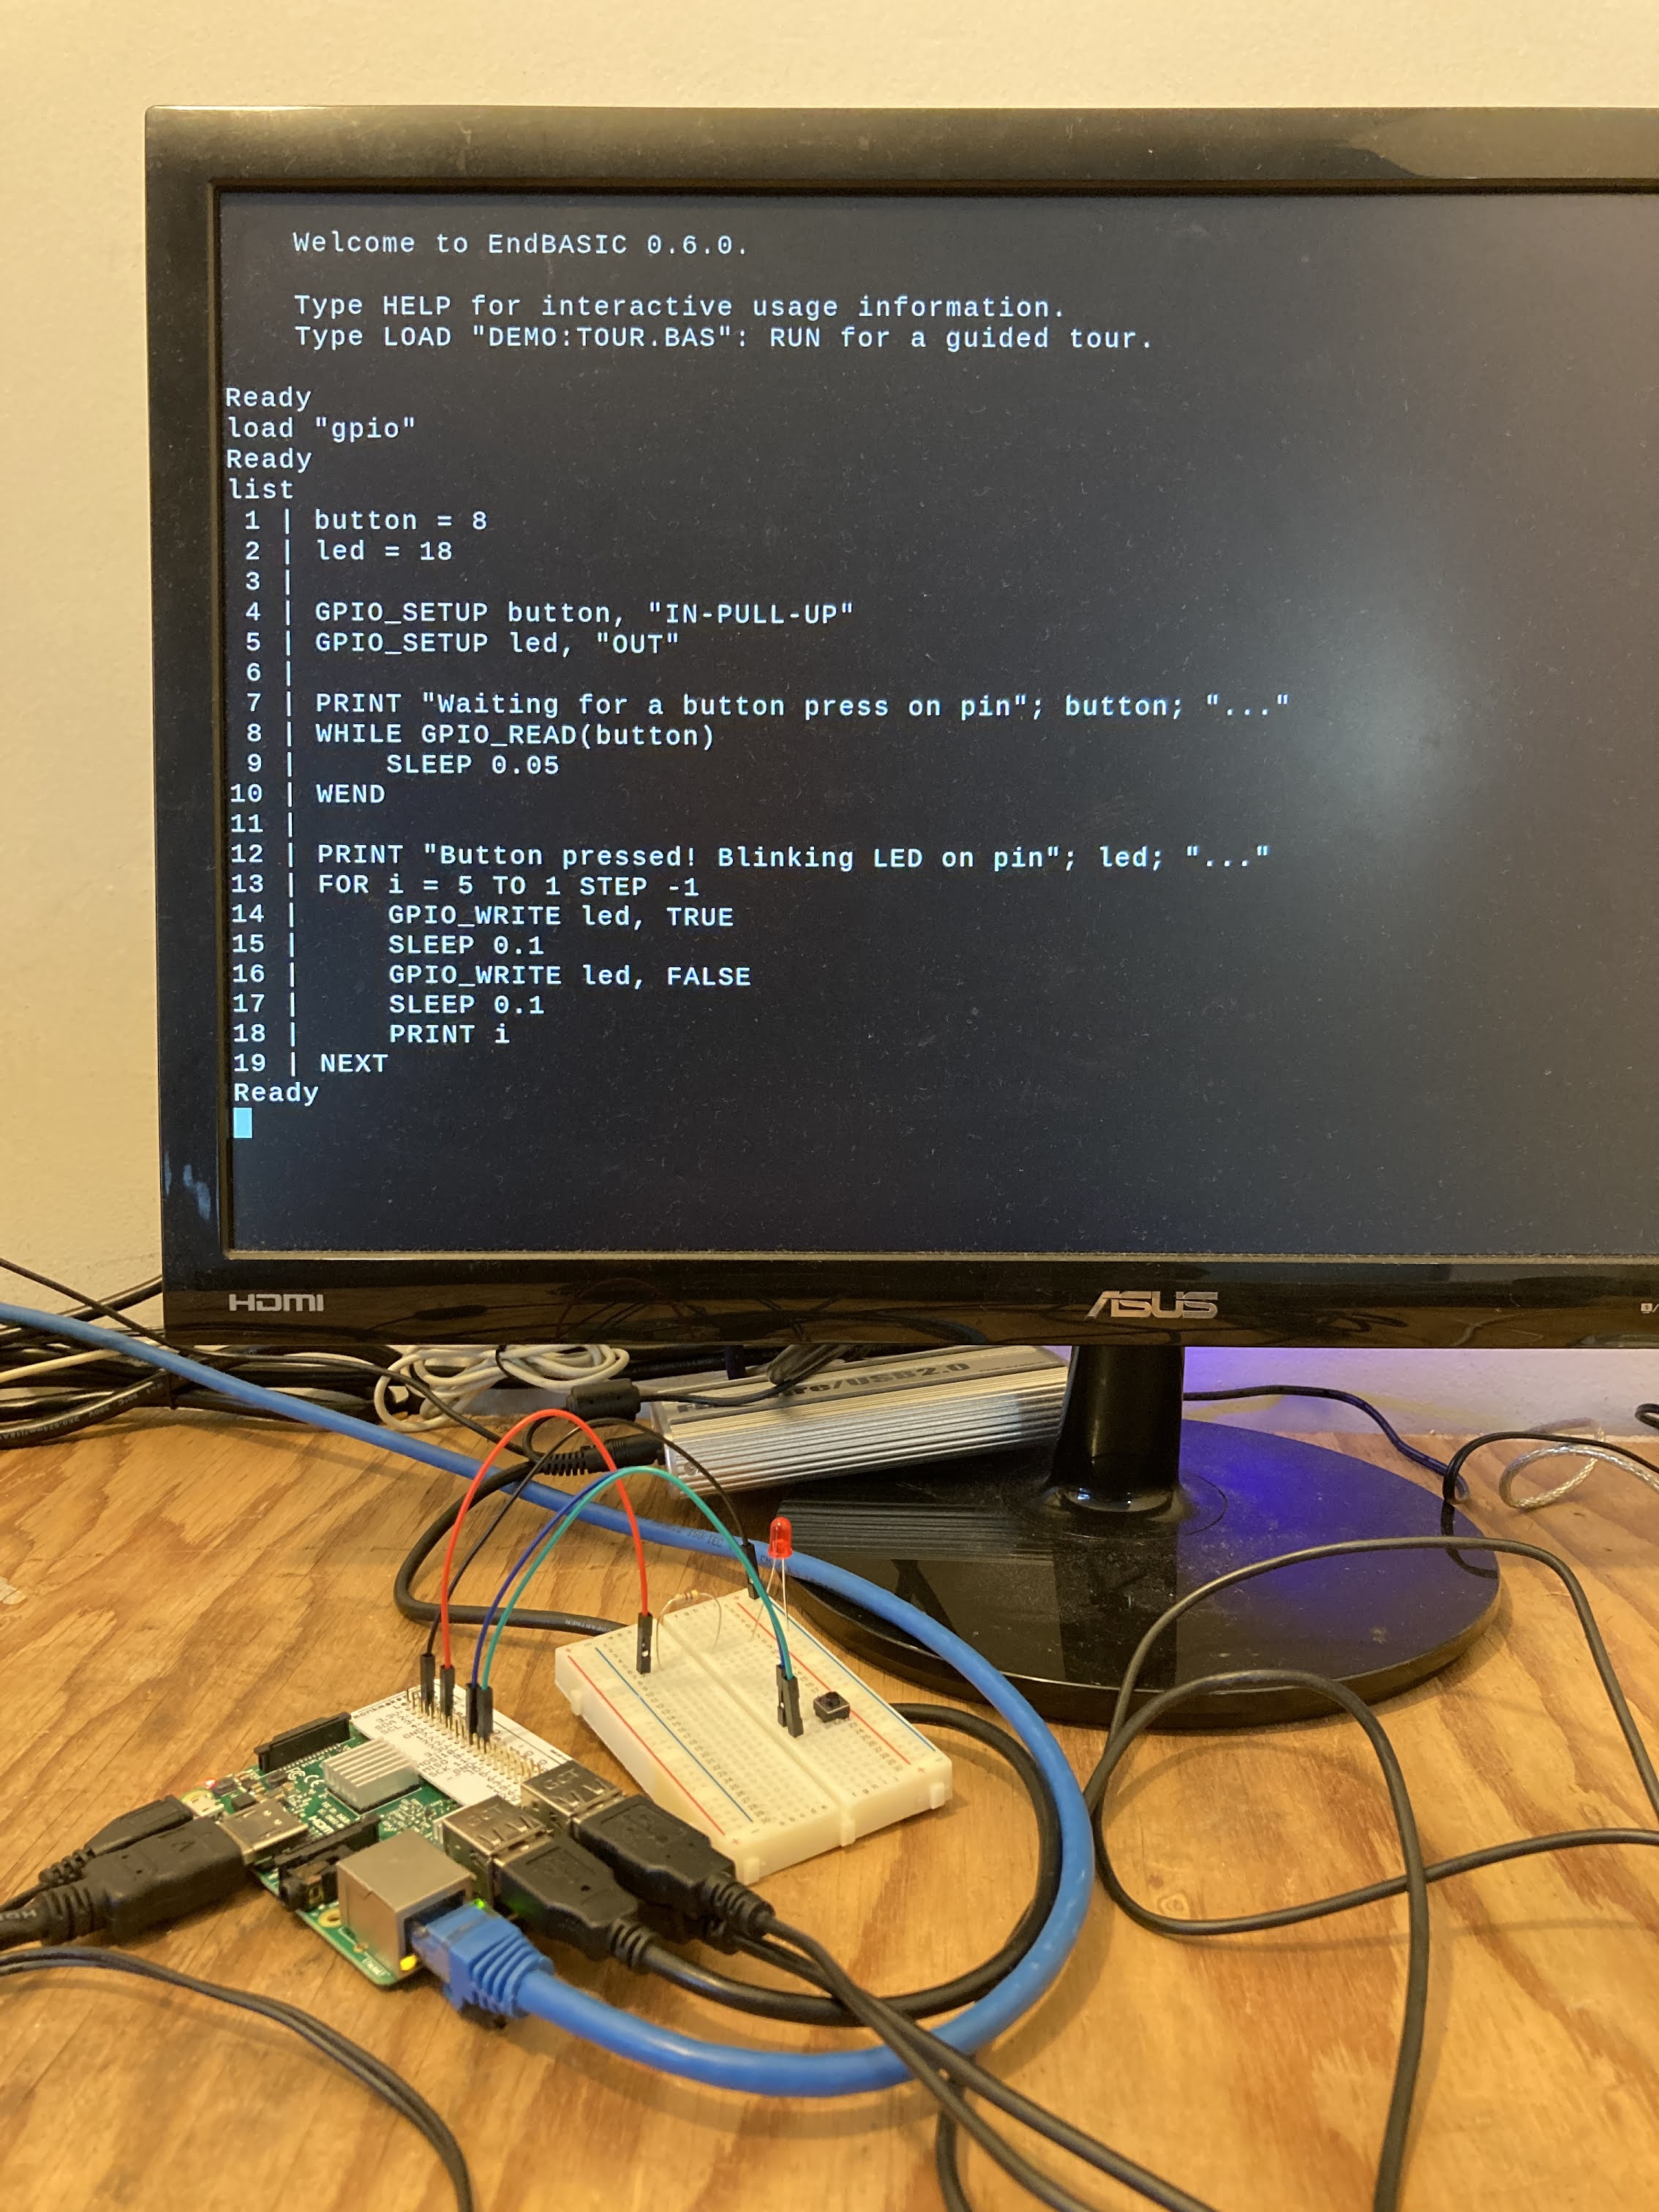 Welcome to EndBASIC 0.6.0.
Type HELP for interactive usage information.
Type LOAD "DEMO:TOUR.BAS": RUN for a guided tour.
Ready
load "gpio"
Ready
list
1 | button = 8
2 | led = 18
3 |
4 | GPIO_SETUP button, "IN-PULL-UP"
5 | GPIO_SETUP led, "OUT"
6 |
7 | PRINT "Waiting for a button press on pin"; button; "..."
8 | WHILE GPIO_READ(button)
9 |     SLEEP 0.05
10 | WEND
11 |
12 | PRINT "Button pressed! Blinking LED on pin"; led; "..."
13 | FOR i = 5 TO 1 STEP -1
14 |     GPIO_WRITE led, TRUE
15 |     SLEEP 0.1
16 |     GPIO_WRITE led, FALSE
17 |     SLEEP 0.1
18 |     PRINT i
19 | NEXT
Ready
HDMI
ASUS
/USB2.0